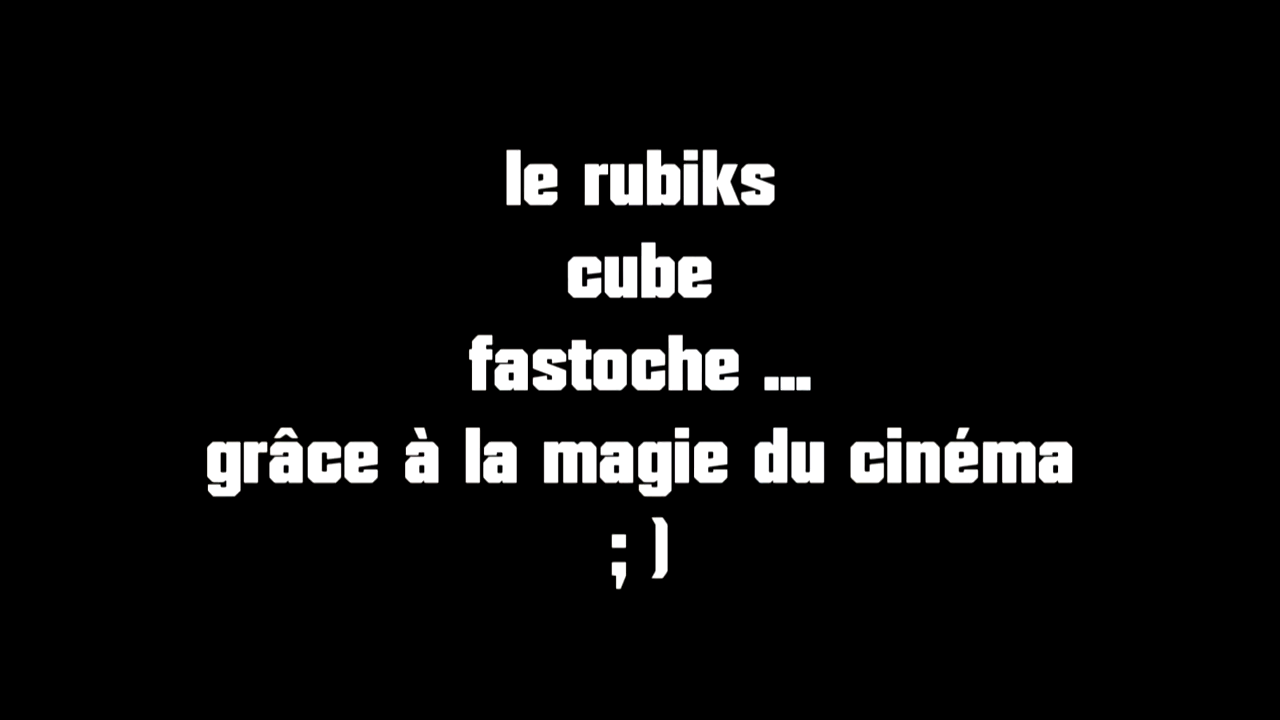 le rubiks
cube
fastoche ...
grâce à la magie du cinéma
; )